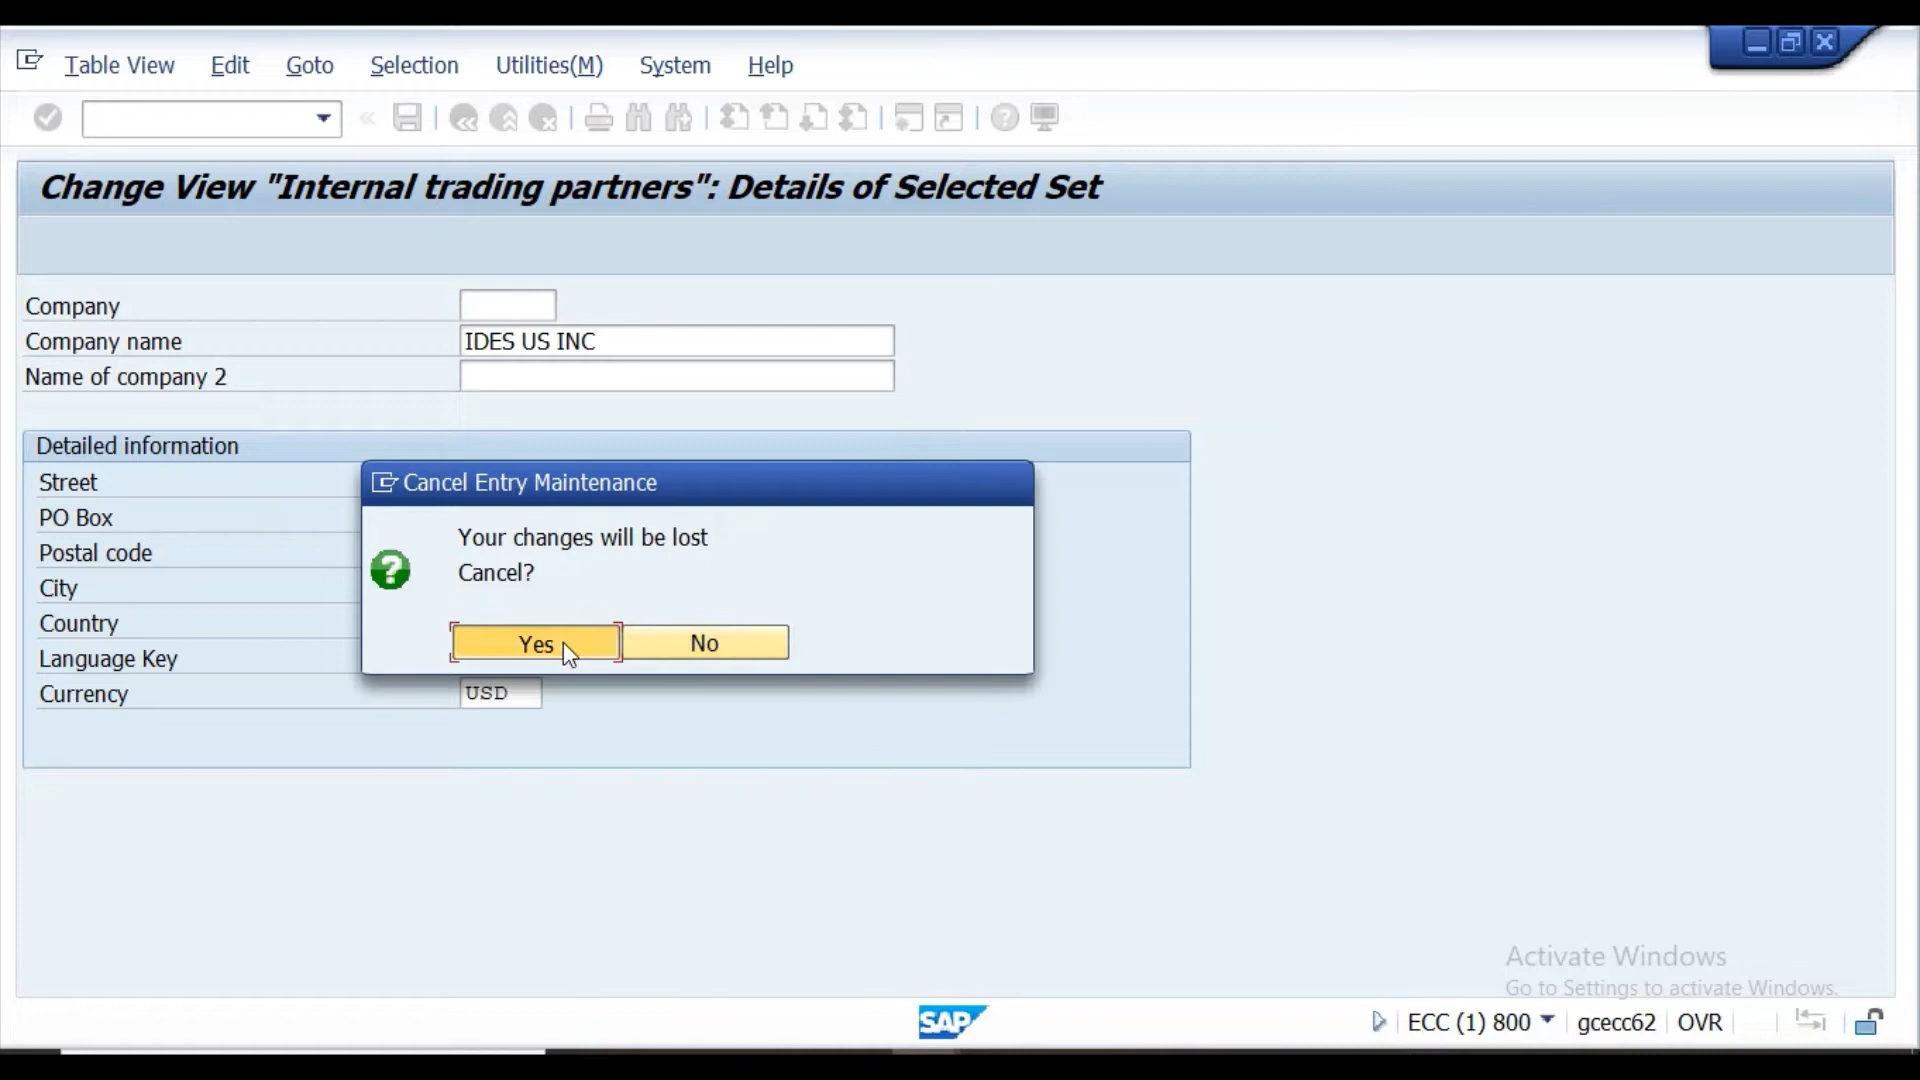 Table View Edit Goto Selection Utilities(M) System Help
Change View "Internal trading partners": Details of Selected Set
Company
Company name IDES US INC
Name of company 2
Detailed information
Street
PO Box
Postal code
City
Country
Language Key
Currency USD
Cancel Entry Maintenance
Your changes will be lost
Cancel?
Yes No
Activate Windows
Go to Settings to activate Windows.
SAP ECC (1) 800 gcecc62 OVR